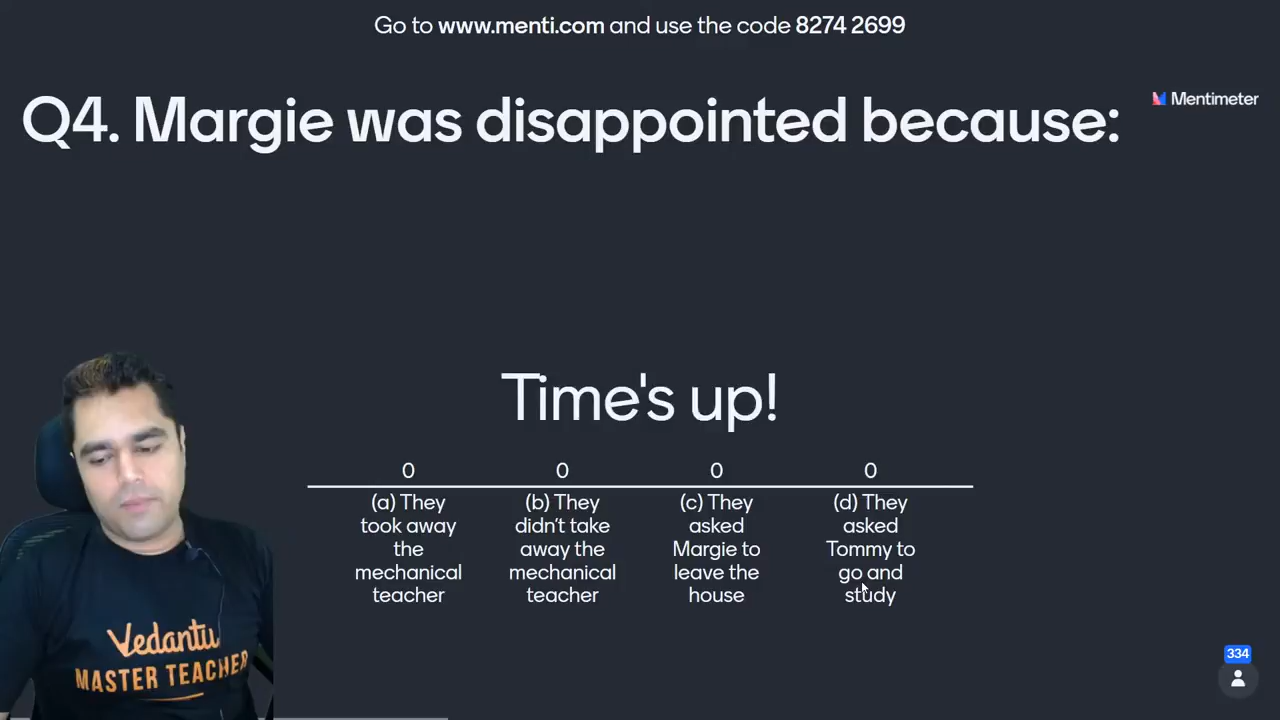 Go to www.menti.com and use the code 8274 2699
Mentimeter
Q4. Margie was disappointed because:
Time's up!
0
0
0
0
(a) They
took away
the
mechanical
teacher
(b) They
didn't take
away the
mechanical
teacher
(c) They
asked
Margie to
leave the
house
(d) They
asked
Tommy to
go and
study
Vedantu
MASTER TEACHER
334